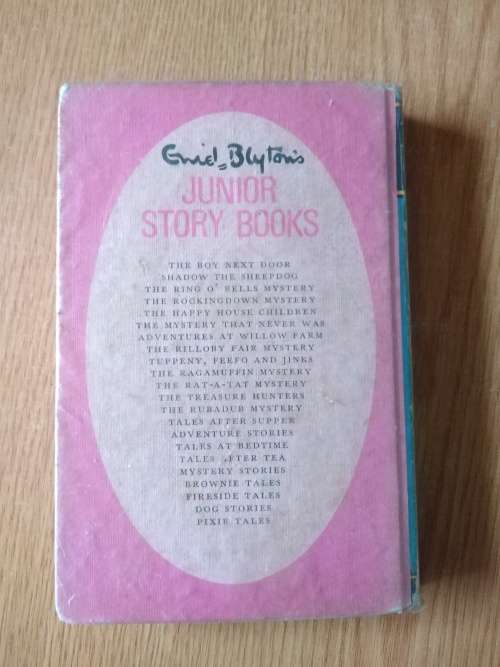 Enid Blyton's
JUNIOR
STORY BOOKS
THE BOY NEXT DOOR
SHADOW THE SHEEPDOG
THE RING O' BELLS MYSTERY
THE ROCKINGDOWN MYSTERY
THE HAPPY HOUSE CHILDREN
THE MYSTERY THAT NEVER WAS
ADVENTURES AT WILLOW FARM
THE RILLOBY FAIR MYSTERY
TUPPENY, FEEFO AND JINKS
THE RAGAMUFFIN MYSTERY
THE RAT-A-TAT MYSTERY
THE TREASURE HUNTERS
THE RUBADUB MYSTERY
TALES AFTER SUPPER
ADVENTURE STORIES
TALES AT BEDTIME
TALES AFTER TEA
MYSTERY STORIES
BROWNIE TALES
FIRESIDE TALES
DOG STORIES
PIXIE TALES